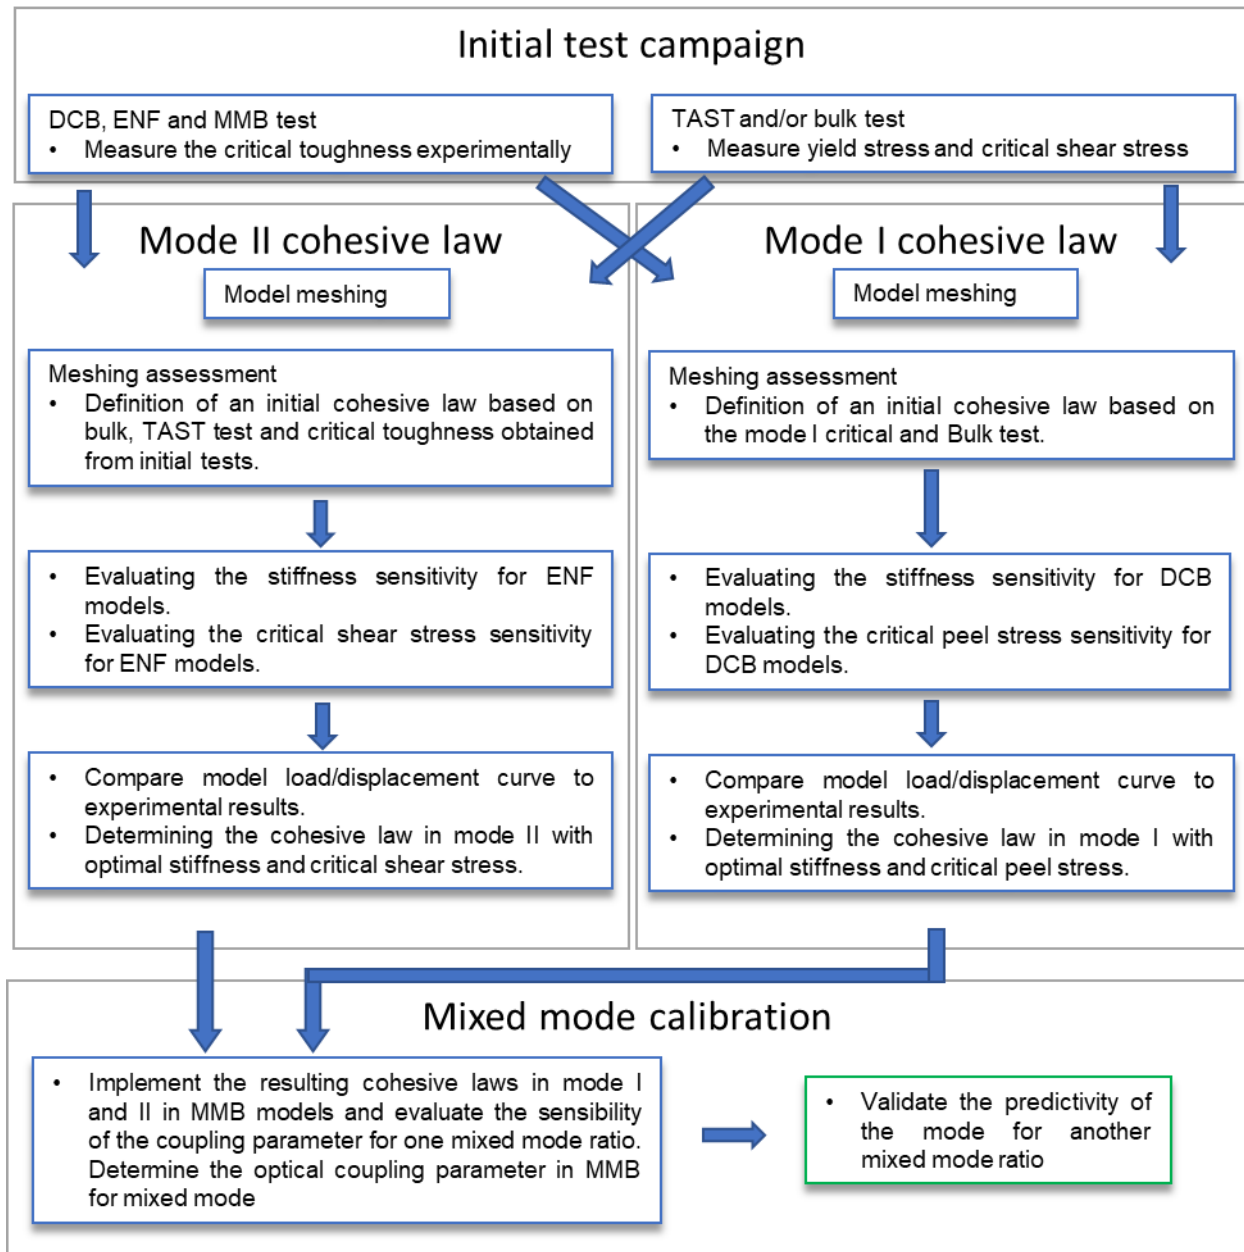 Initial test campaign
DCB, ENF and MMB test
• Measure the critical toughness experimentally
TAST and/or bulk test
• Measure yield stress and critical shear stress
Mode II cohesive law
Model meshing
Meshing assessment
• Definition of an initial cohesive law based on
bulk, TAST test and critical toughness obtained
from initial tests.
• Evaluating the stiffness sensitivity for ENF
models.
• Evaluating the critical shear stress sensitivity
for ENF models.
• Compare model load/displacement curve to
experimental results.
• Determining the cohesive law in mode II with
optimal stiffness and critical shear stress.
Mode I cohesive law
Model meshing
Meshing assessment
• Definition of an initial cohesive law based on
the mode I critical and Bulk test.
• Evaluating the stiffness sensitivity for DCB
models.
• Evaluating the critical peel stress sensitivity for
DCB models.
• Compare model load/displacement curve to
experimental results.
• Determining the cohesive law in mode I with
optimal stiffness and critical peel stress.
Mixed mode calibration
• Implement the resulting cohesive laws in mode I
and II in MMB models and evaluate the sensibility
of the coupling parameter for one mixed mode ratio.
Determine the optical coupling parameter in MMB
for mixed mode
• Validate the predictivity of
the mode for another
mixed mode ratio